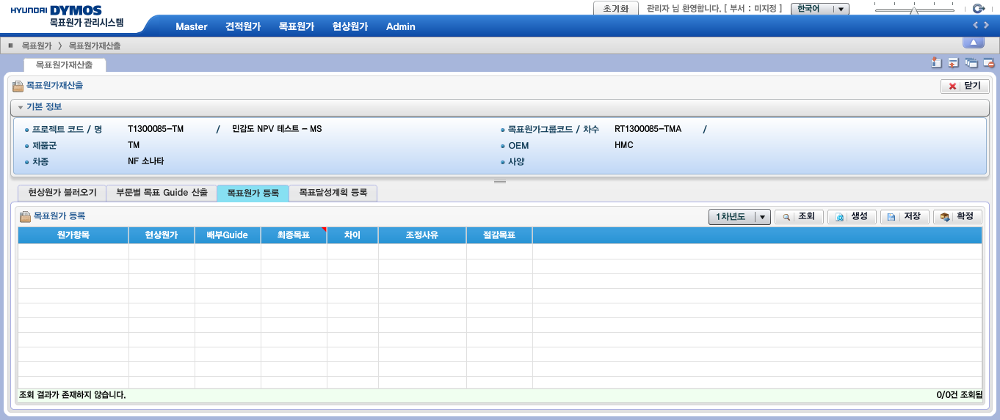 HYUNDAI DYMOS
목표원가 관리시스템
초기화 관리자 님 환영합니다. [ 부서 : 미지정 ] 한국어
Master 견적원가 목표원가 현상원가 Admin
목표원가 〉 목표원가재산출
목표원가재산출
목표원가재산출 닫기
기본 정보
프로젝트 코드 / 명 T1300085-TM / 민감도 NPV 테스트 - MS 목표원가그룹코드 / 차수 RT1300085-TMA /
제품군 TM OEM HMC
차종 NF 소나타 사양
현상원가 불러오기 부문별 목표 Guide 산출 목표원가 등록 목표달성계획 등록
목표원가 등록 1차년도 조회 생성 저장 확정
원가항목 현상원가 배부Guide 최종목표 차이 조정사유 절감목표
조회 결과가 존재하지 않습니다. 0/0건 조회됨